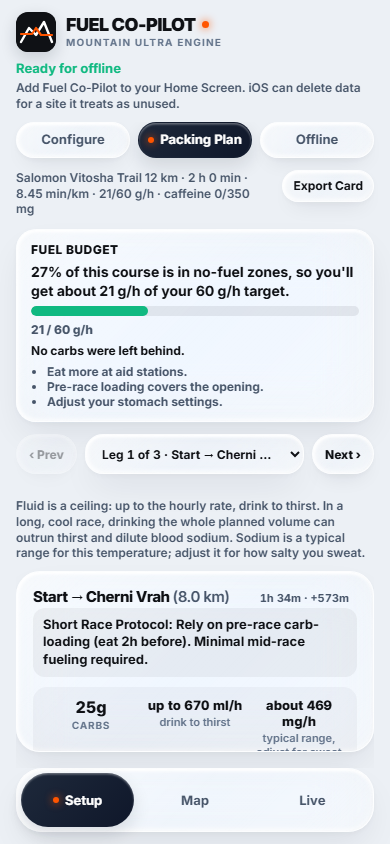 FUEL CO-PILOT
MOUNTAIN ULTRA ENGINE
Ready for offline
Add Fuel Co-Pilot to your Home Screen. iOS can delete data
for a site it treats as unused.
Configure
Packing Plan
Offline
Salomon Vitosha Trail 12 km · 2 h 0 min ·
8.45 min/km · 21/60 g/h · caffeine 0/350
mg
Export Card
FUEL BUDGET
27% of this course is in no-fuel zones, so you'll
get about 21 g/h of your 60 g/h target.
21 / 60 g/h
No carbs were left behind.
• Eat more at aid stations.
• Pre-race loading covers the opening.
• Adjust your stomach settings.
‹ Prev
Leg 1 of 3 · Start → Cherni ...
Next ›
Fluid is a ceiling: up to the hourly rate, drink to thirst. In a
long, cool race, drinking the whole planned volume can
outrun thirst and dilute blood sodium. Sodium is a typical
range for this temperature; adjust it for how salty you sweat.
Start → Cherni Vrah (8.0 km)
1h 34m · +573m
Short Race Protocol: Rely on pre-race carb-
loading (eat 2h before). Minimal mid-race
fueling required.
25g
CARBS
up to 670 ml/h
drink to thirst
about 469
mg/h
typical range,
adjust for sweat
Setup
Map
Live